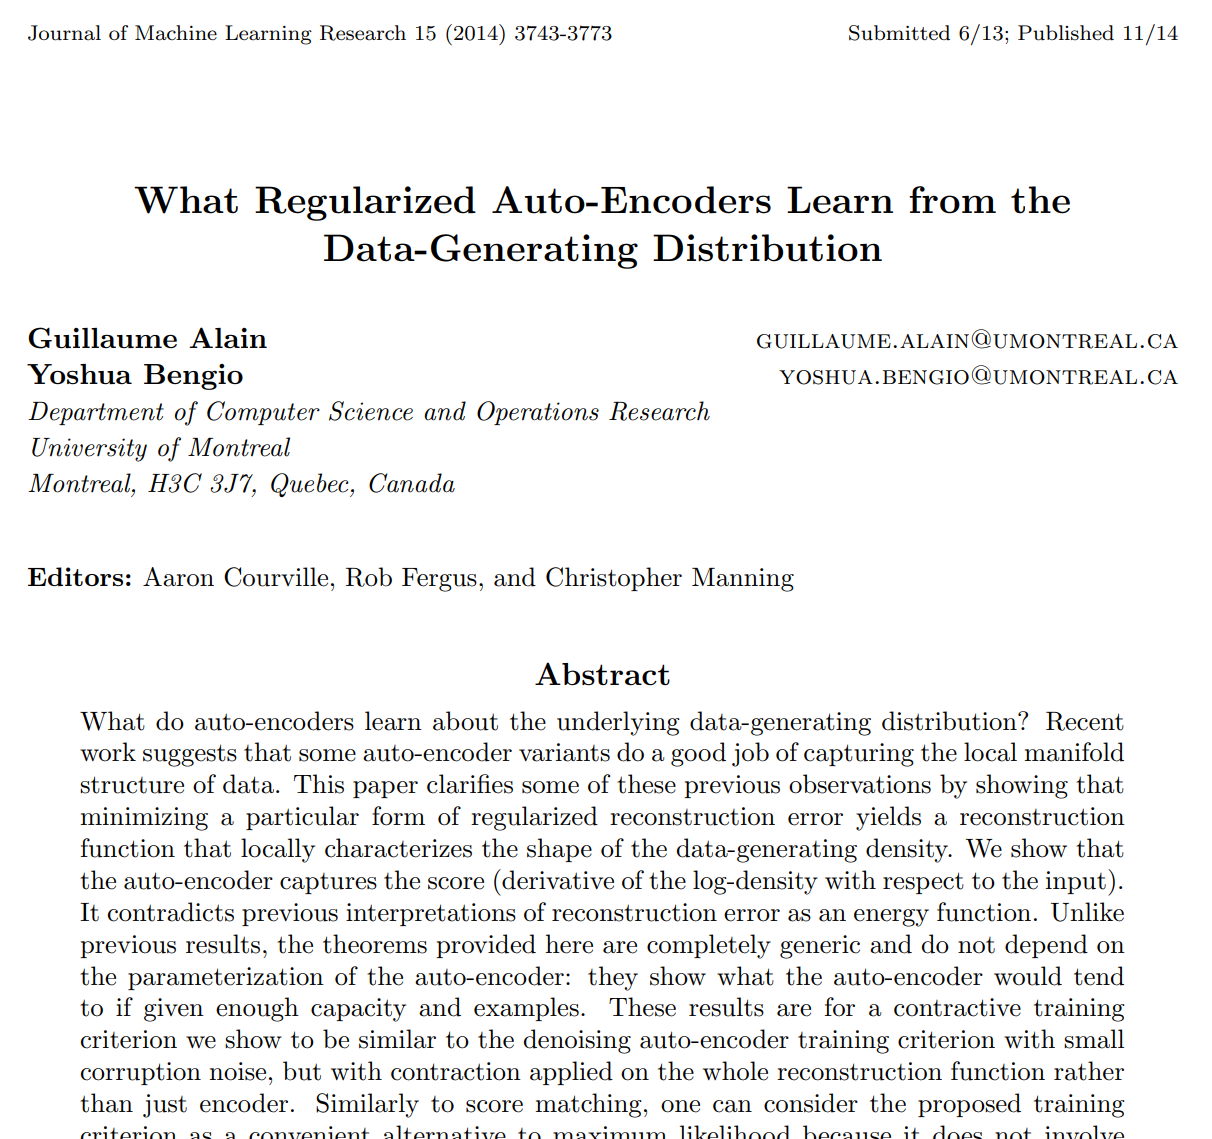 Journal of Machine Learning Research 15 (2014) 3743-3773 Submitted 6/13; Published 11/14
What Regularized Auto-Encoders Learn from the
Data-Generating Distribution
Guillaume Alain GUILLAUME.ALAIN@UMONTREAL.CA
Yoshua Bengio YOSHUA.BENGIO@UMONTREAL.CA
Department of Computer Science and Operations Research
University of Montreal
Montreal, H3C 3J7, Quebec, Canada
Editors: Aaron Courville, Rob Fergus, and Christopher Manning
Abstract
What do auto-encoders learn about the underlying data-generating distribution? Recent
work suggests that some auto-encoder variants do a good job of capturing the local manifold
structure of data. This paper clarifies some of these previous observations by showing that
minimizing a particular form of regularized reconstruction error yields a reconstruction
function that locally characterizes the shape of the data-generating density. We show that
the auto-encoder captures the score (derivative of the log-density with respect to the input).
It contradicts previous interpretations of reconstruction error as an energy function. Unlike
previous results, the theorems provided here are completely generic and do not depend on
the parameterization of the auto-encoder: they show what the auto-encoder would tend
to if given enough capacity and examples. These results are for a contractive training
criterion we show to be similar to the denoising auto-encoder training criterion with small
corruption noise, but with contraction applied on the whole reconstruction function rather
than just encoder. Similarly to score matching, one can consider the proposed training
criterion as a convenient alternative to maximum likelihood because it does not involve